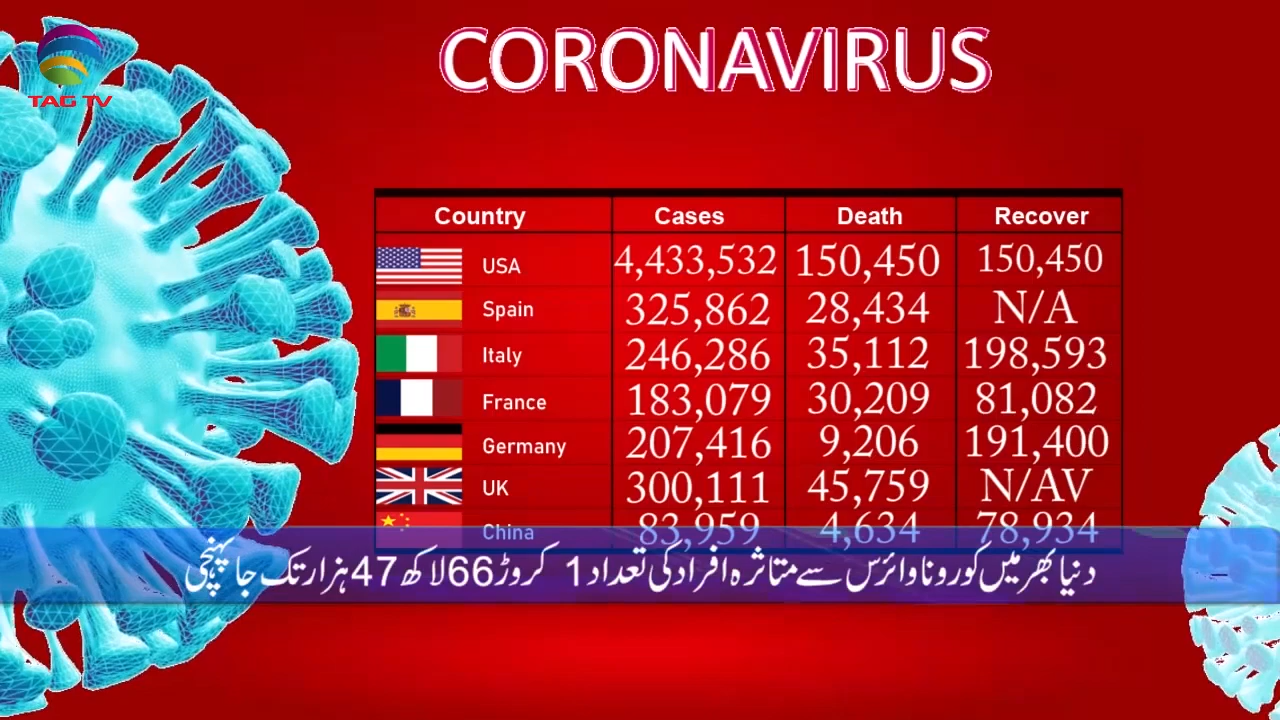 TAG TV
CORONAVIRUS
Country Cases Death Recover
USA 4,433,532 150,450 150,450
Spain 325,862 28,434 N/A
Italy 246,286 35,112 198,593
France 183,079 30,209 81,082
Germany 207,416 9,206 191,400
UK 300,111 45,759 N/AV
China 83,959 4,634 78,934
دنیا بھر میں کورونا وائرس سے متاثرہ افراد کی تعداد 1 کروڑ 66 لاکھ 47 ہزار تک جا پہنچی